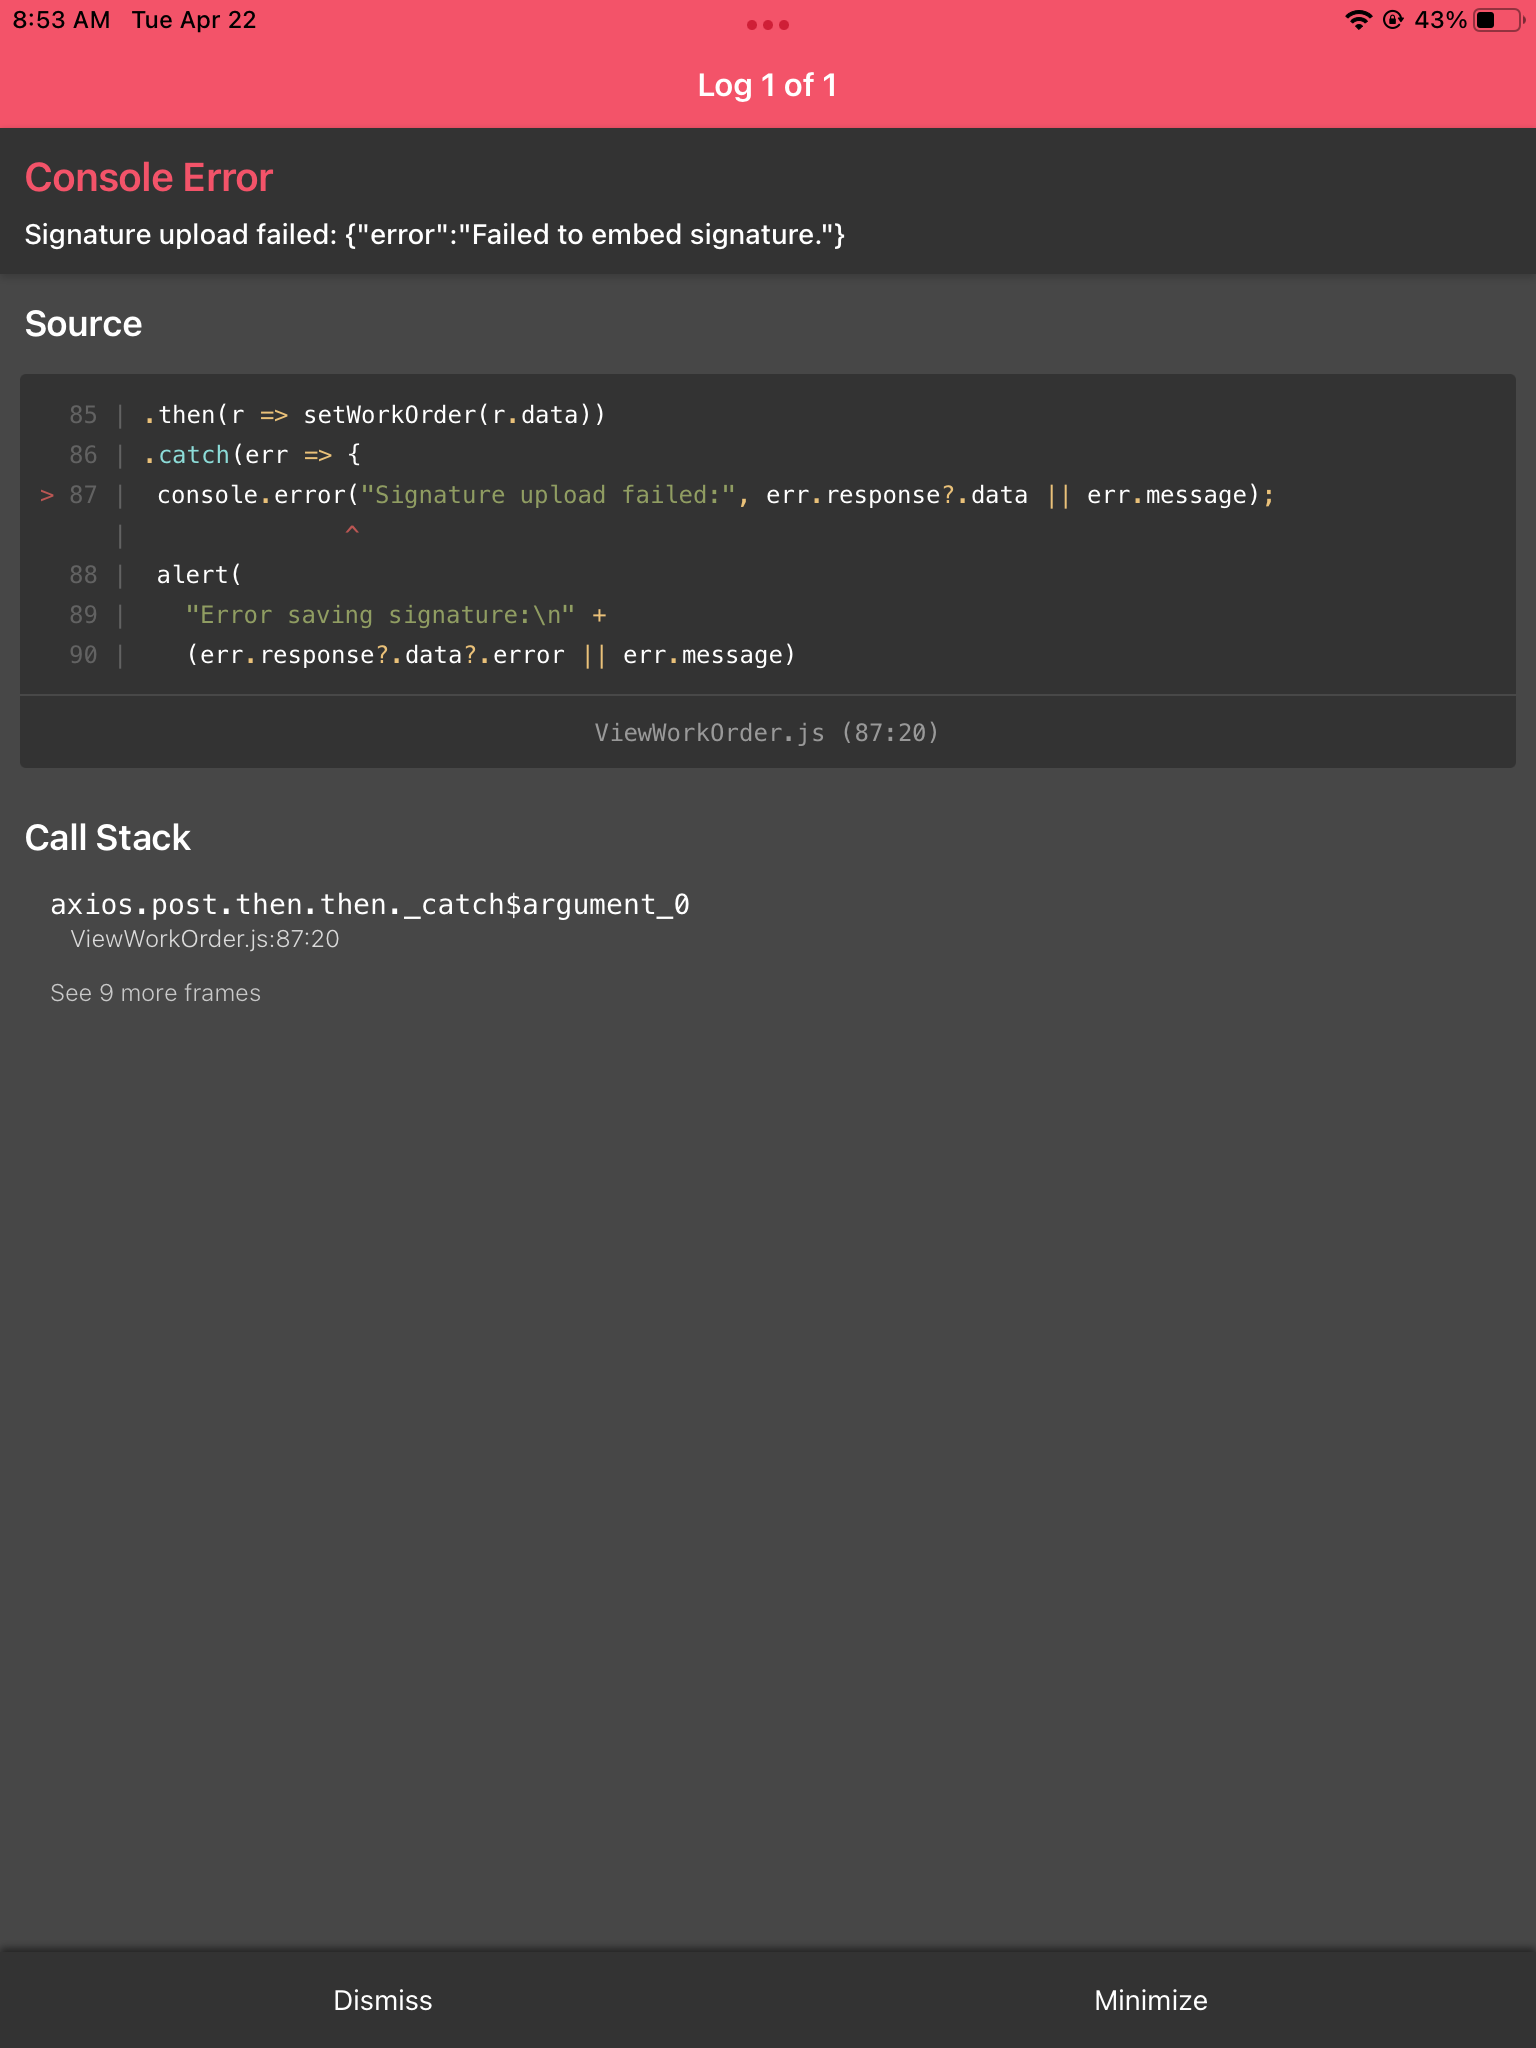 8:53 AM Tue Apr 22
43%
Log 1 of 1
Console Error
Signature upload failed: {"error":"Failed to embed signature."}
Source
85 | .then(r => setWorkOrder(r.data))
86 | .catch(err => {
> 87 | console.error("Signature upload failed:", err.response?.data || err.message);
| ^
88 | alert(
89 | "Error saving signature:\n" +
90 | (err.response?.data?.error || err.message)
ViewWorkOrder.js (87:20)
Call Stack
axios.post.then.then._catch$argument_0
ViewWorkOrder.js:87:20
See 9 more frames
Dismiss
Minimize